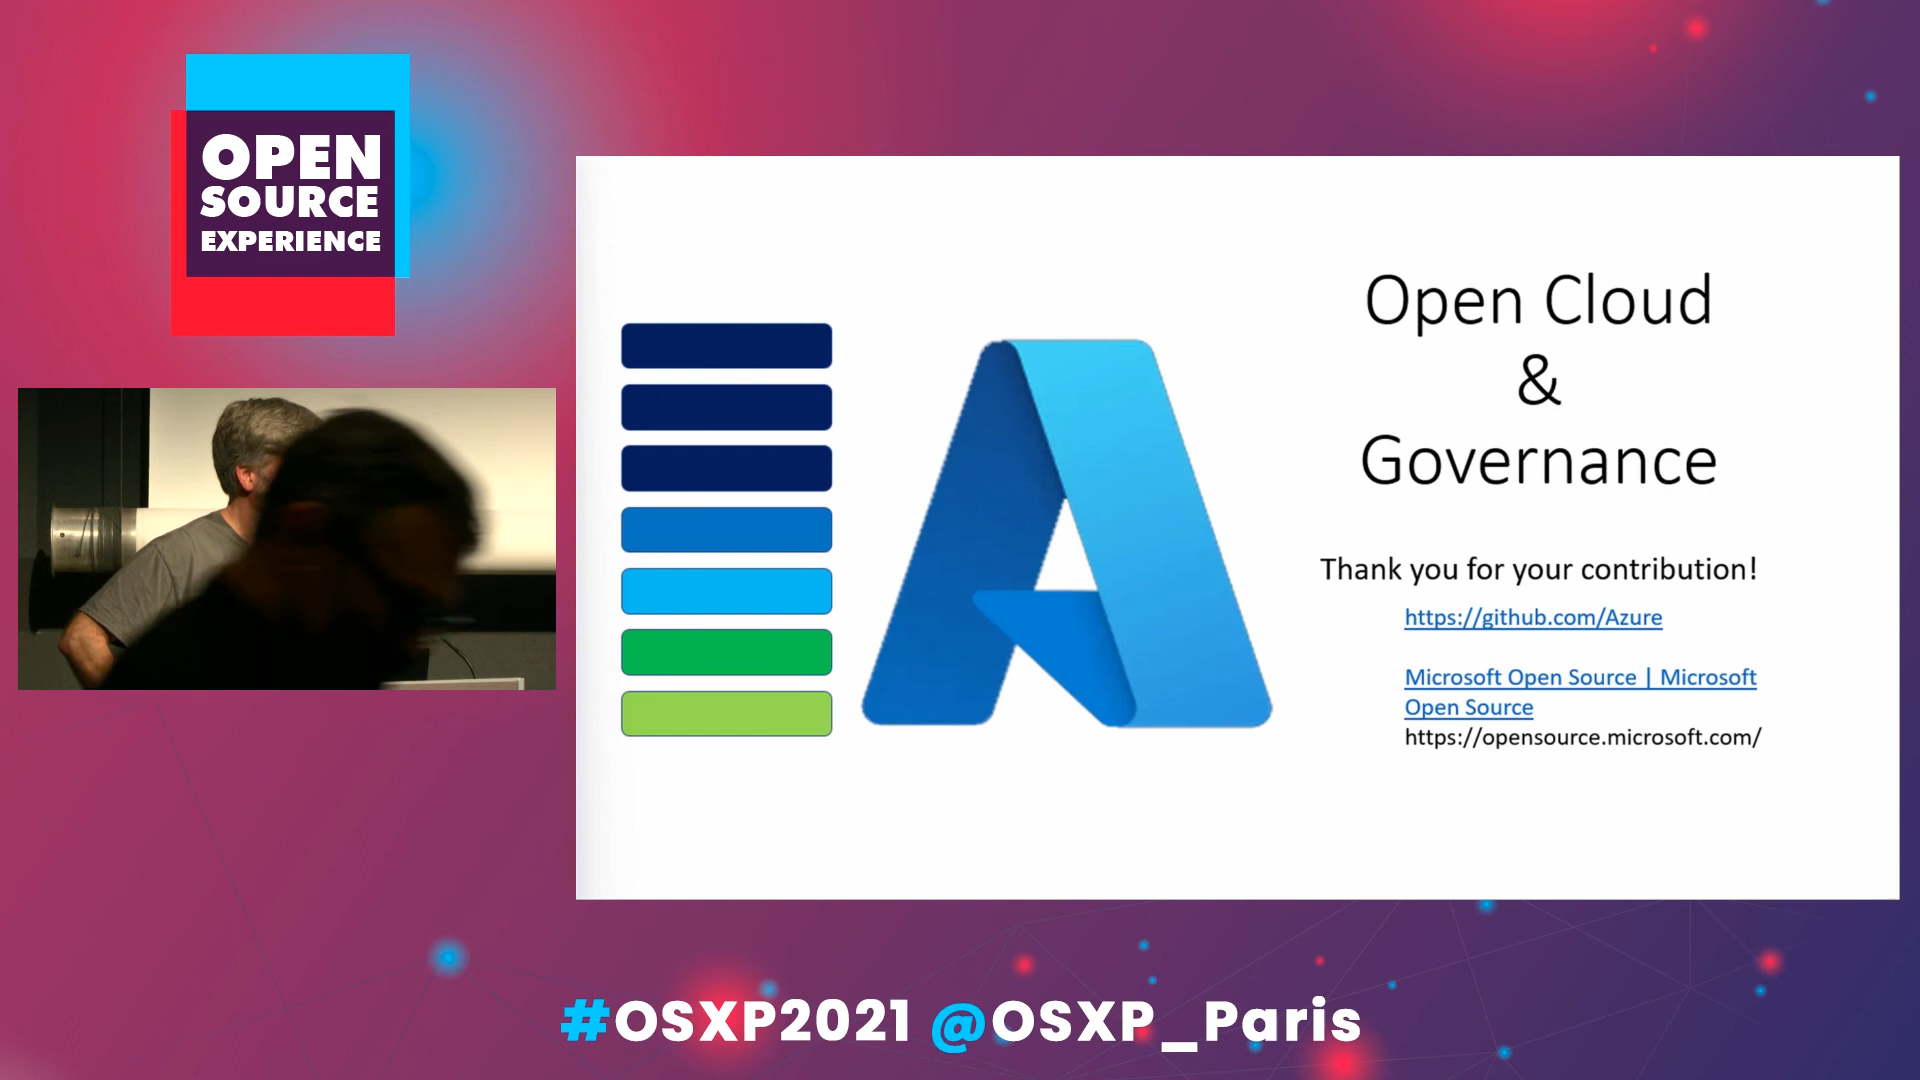 OPEN
SOURCE
EXPERIENCE
Open Cloud
&
Governance
Thank you for your contribution!
https://github.com/Azure
Microsoft Open Source | Microsoft
Open Source
https://opensource.microsoft.com/
#OSXP2021 @OSXP_Paris